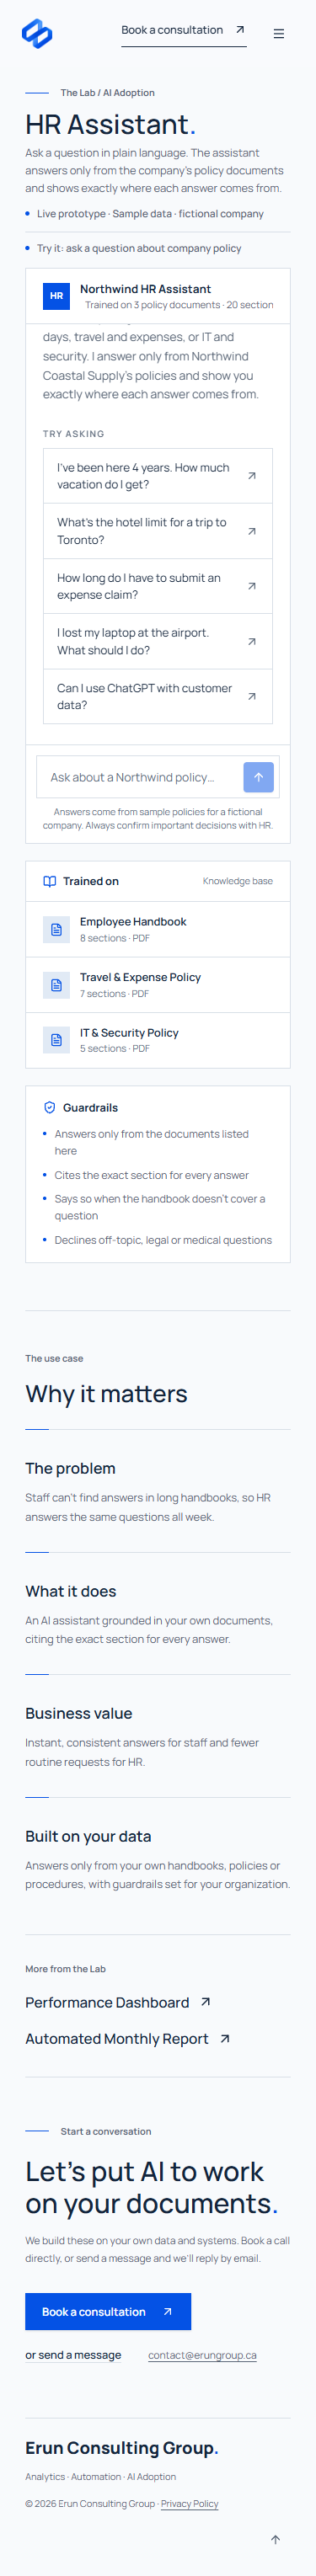 Book a consultation
The Lab / AI Adoption
HR Assistant.
Ask a question in plain language. The assistant
answers only from the company's policy documents
and shows exactly where each answer comes from.
Live prototype · Sample data · fictional company
Try it: ask a question about company policy
HR
Northwind HR Assistant
Trained on 3 policy documents · 20 section
days, travel and expenses, or IT and
security. I answer only from Northwind
Coastal Supply's policies and show you
exactly where each answer comes from.
TRY ASKING
I've been here 4 years. How much
vacation do I get?
What's the hotel limit for a trip to
Toronto?
How long do I have to submit an
expense claim?
I lost my laptop at the airport.
What should I do?
Can I use ChatGPT with customer
data?
Ask about a Northwind policy...
Answers come from sample policies for a fictional
company. Always confirm important decisions with HR.
Trained on
Knowledge base
Employee Handbook
8 sections · PDF
Travel & Expense Policy
7 sections · PDF
IT & Security Policy
5 sections · PDF
Guardrails
Answers only from the documents listed
here
Cites the exact section for every answer
Says so when the handbook doesn't cover a
question
Declines off-topic, legal or medical questions
The use case
Why it matters
The problem
Staff can't find answers in long handbooks, so HR
answers the same questions all week.
What it does
An AI assistant grounded in your own documents,
citing the exact section for every answer.
Business value
Instant, consistent answers for staff and fewer
routine requests for HR.
Built on your data
Answers only from your own handbooks, policies or
procedures, with guardrails set for your organization.
More from the Lab
Performance Dashboard
Automated Monthly Report
Start a conversation
Let's put AI to work
on your documents.
We build these on your own data and systems. Book a call
directly, or send a message and we'll reply by email.
Book a consultation
or send a message
contact@erungroup.ca
Erun Consulting Group.
Analytics · Automation · AI Adoption
© 2026 Erun Consulting Group · Privacy Policy